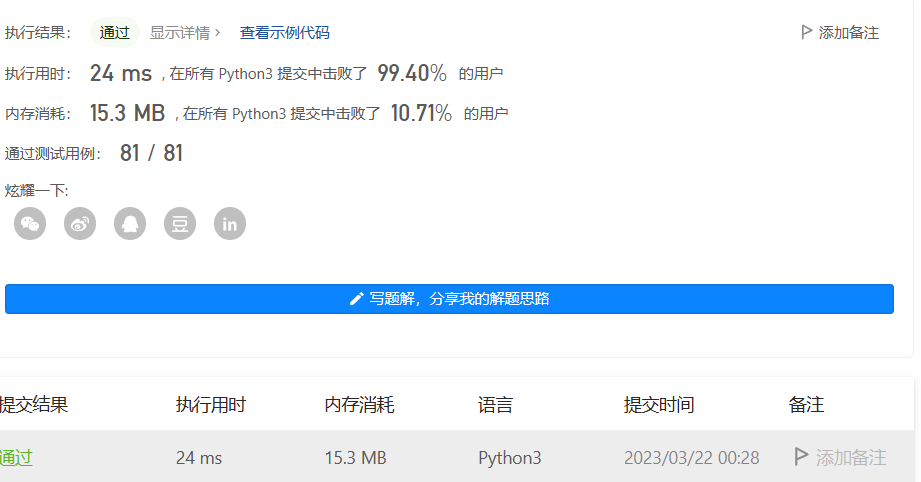 执行结果： 通过 显示详情 › 查看示例代码 添加备注
执行用时： 24 ms , 在所有 Python3 提交中击败了 99.40% 的用户
内存消耗： 15.3 MB , 在所有 Python3 提交中击败了 10.71% 的用户
通过测试用例： 81 / 81
炫耀一下:
豆 in
写题解，分享我的解题思路
提交结果 执行用时 内存消耗 语言 提交时间 备注
通过 24 ms 15.3 MB Python3 2023/03/22 00:28 添加备注